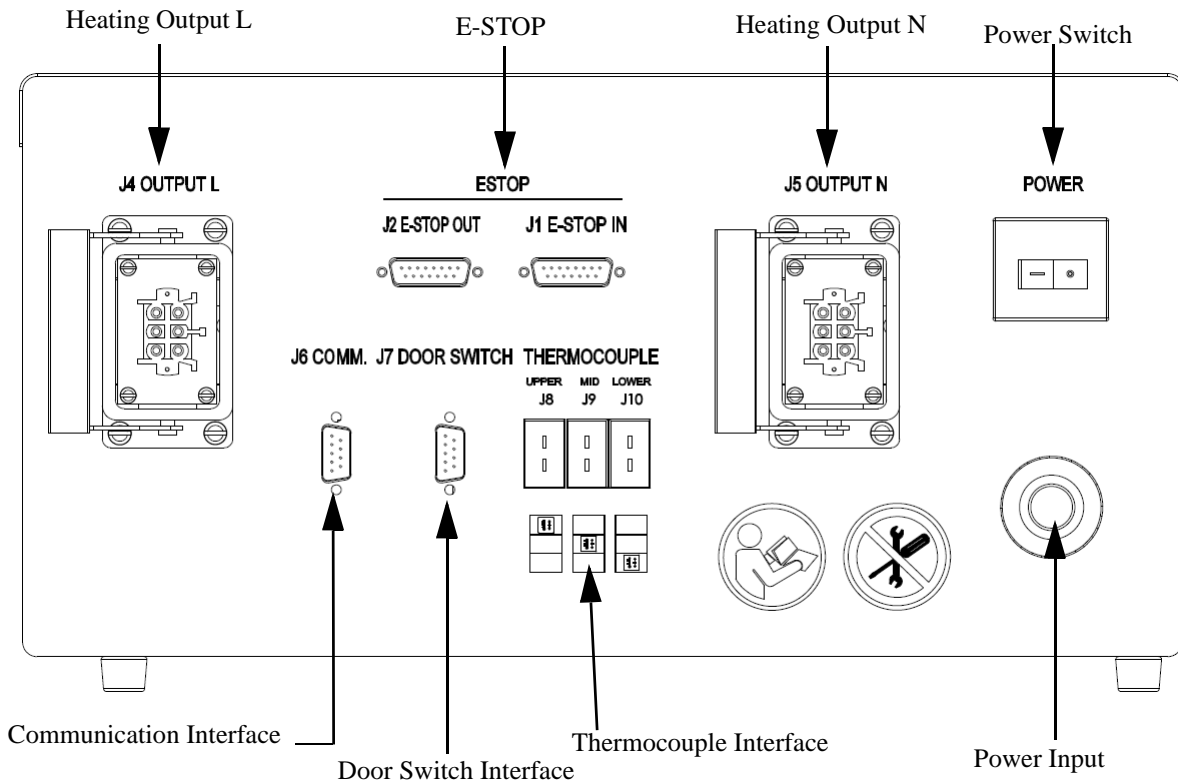 Heating Output L
E-STOP
Heating Output N
Power Switch
J4 OUTPUT L
ESTOP
J5 OUTPUT N
POWER
J2 E-STOP OUT
J1 E-STOP IN
J6 COMM.
J7 DOOR SWITCH
THERMOCOUPLE
UPPER
MID
LOWER
J8
J9
J10
Communication Interface
Door Switch Interface
Thermocouple Interface
Power Input